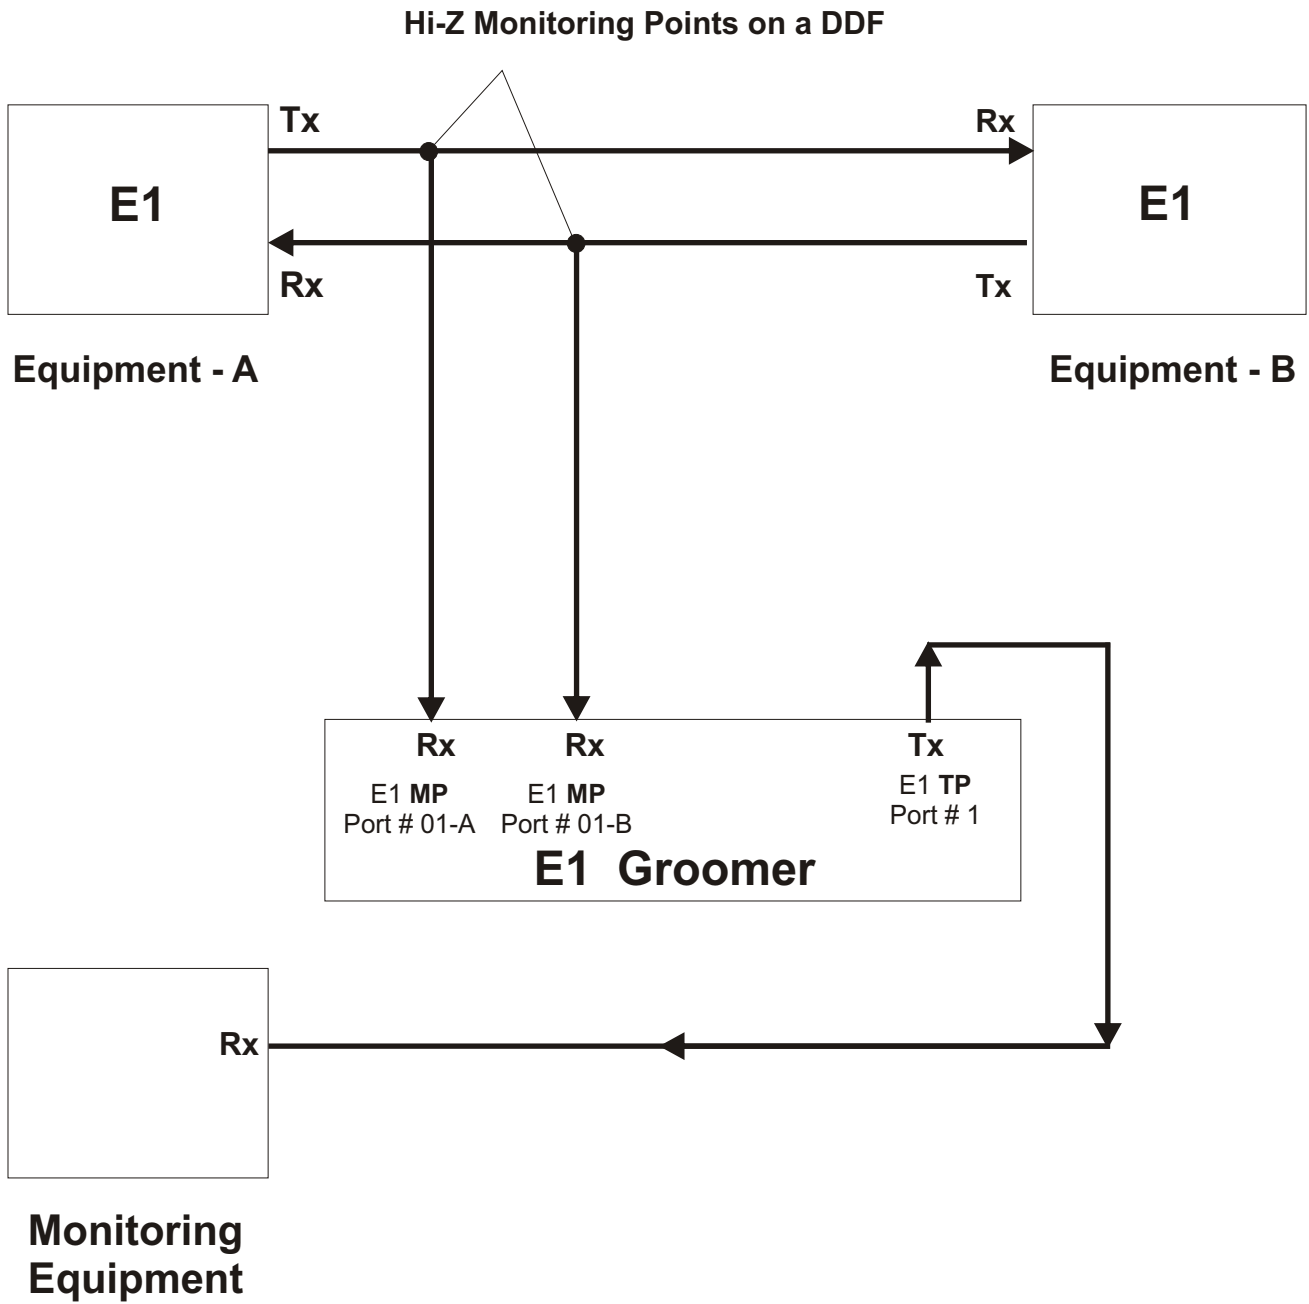 Hi-Z Monitoring Points on a DDF
Tx
Rx
E1
E1
Rx
Tx
Equipment - A
Equipment - B
Rx
Rx
Tx
E1 MP
Port # 01-A
E1 MP
Port # 01-B
E1 TP
Port # 1
E1 Groomer
Rx
Monitoring
Equipment